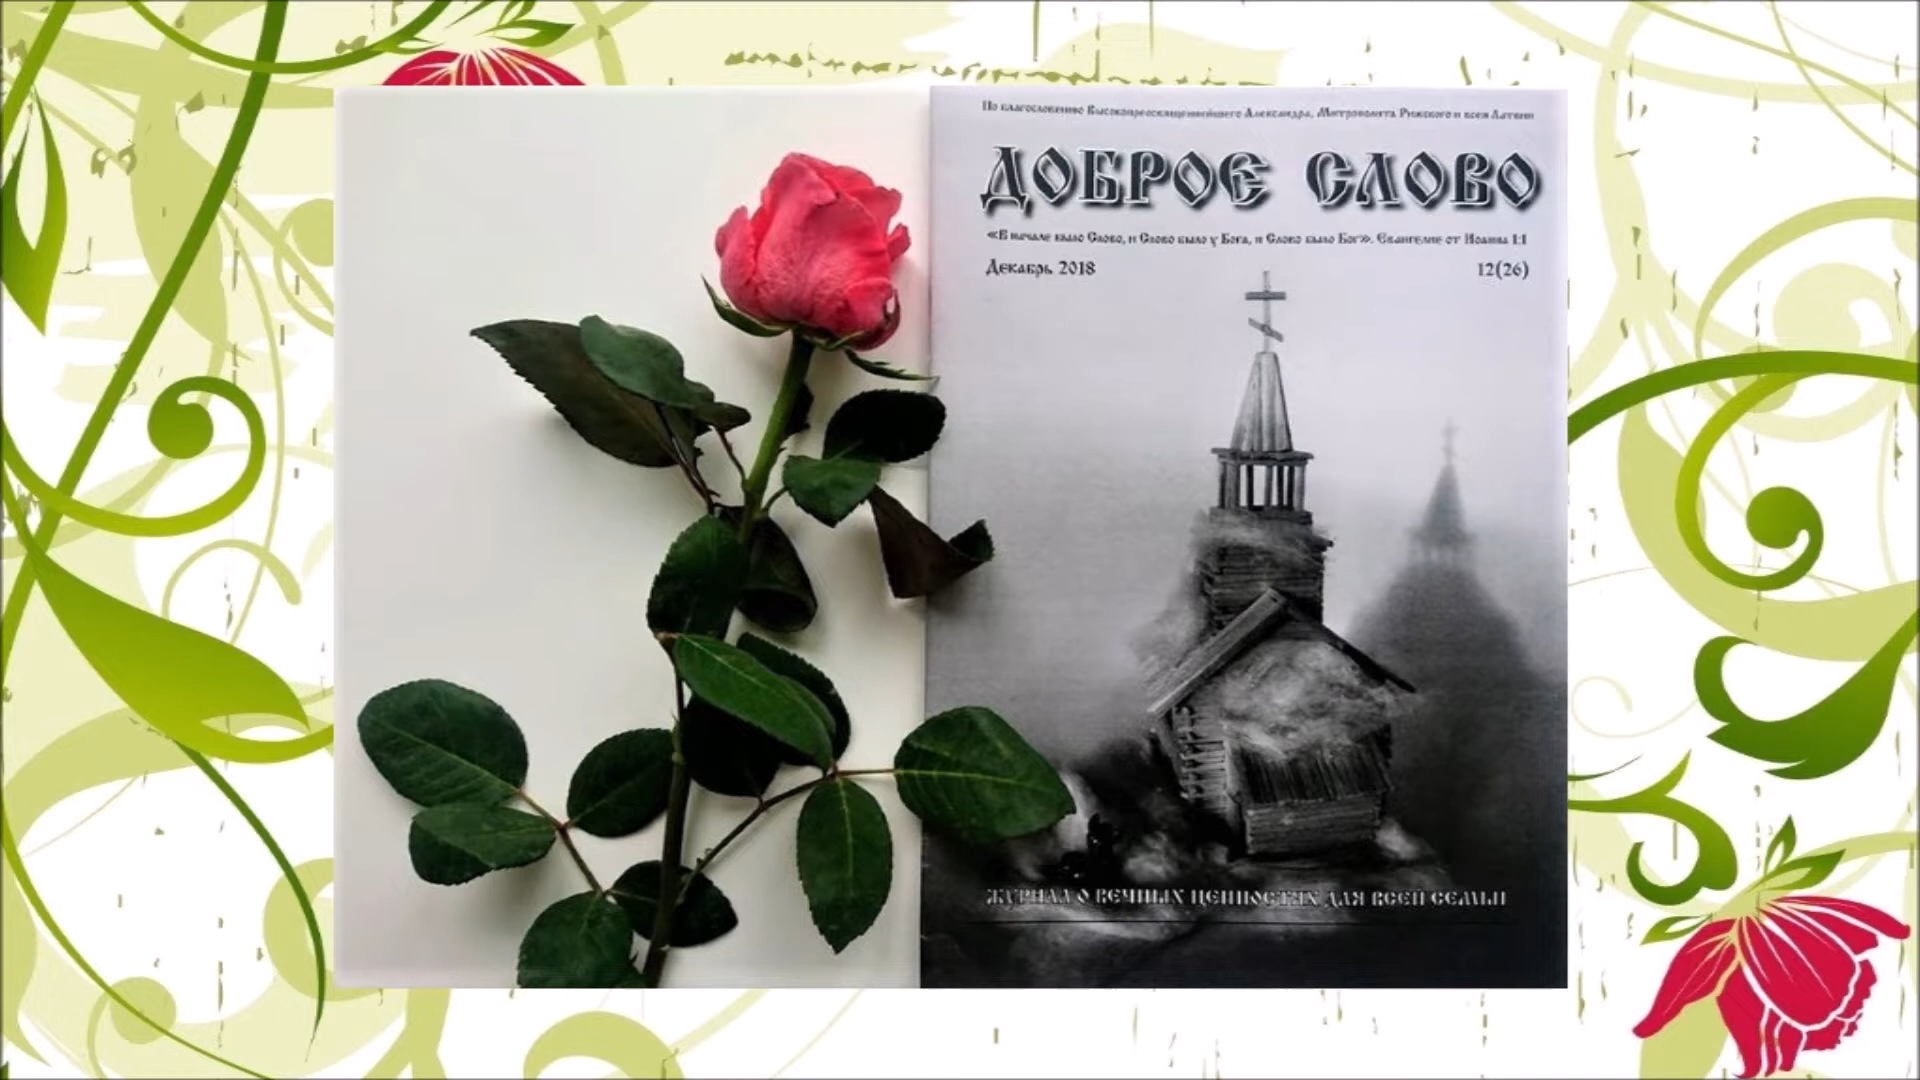 По благословению Высокопреосвященнейшего Александра, Митрополита Рижского и всея Латвии
ДОБРОЕ СЛОВО
«В начале было Слово, и Слово было у Бога, и Слово было Бог». Евангелие от Иоанна 1:1
Декабрь 2018 12(26)
ЖУРНАЛ О ВЕЧНЫХ ЦЕННОСТЯХ ДЛЯ ВСЕЙ СЕМЬИ